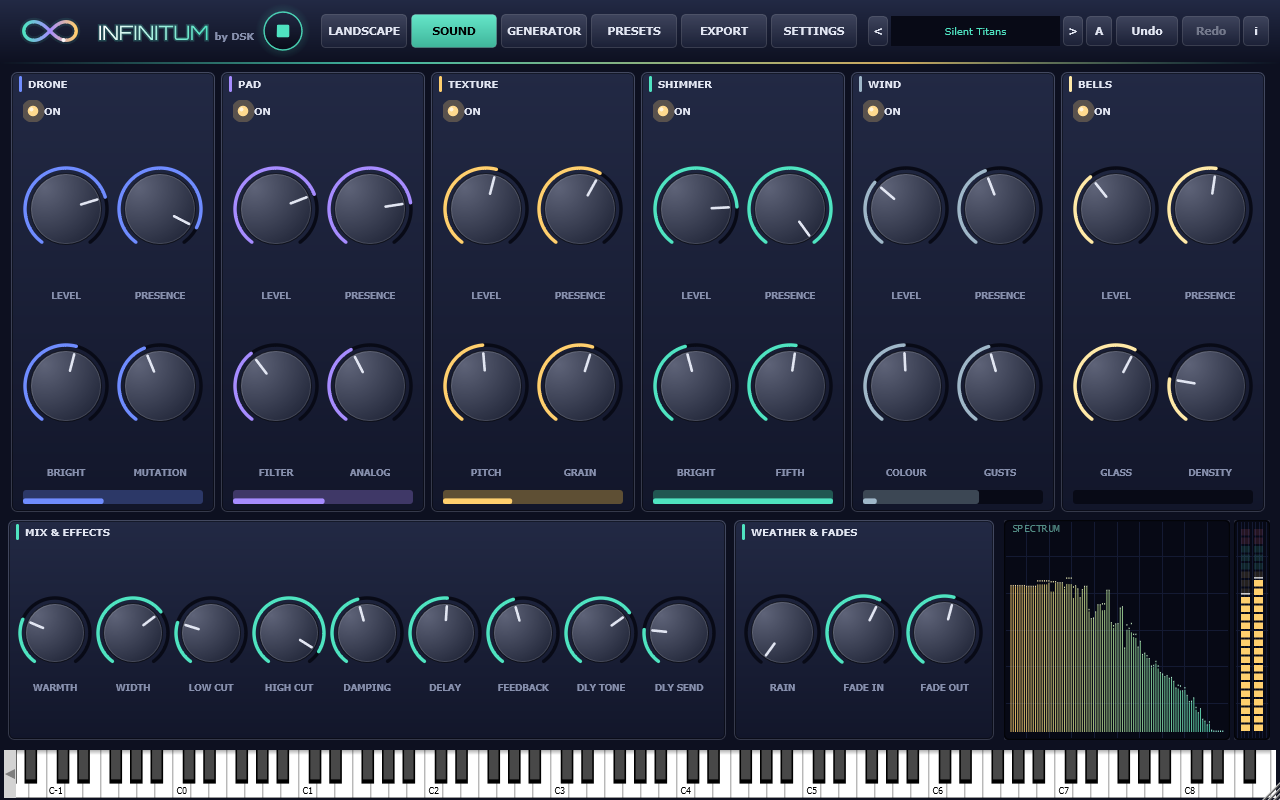 INFINITUM by DSK
LANDSCAPE SOUND GENERATOR PRESETS EXPORT SETTINGS < Silent Titans > A Undo Redo i
DRONE PAD TEXTURE SHIMMER WIND BELLS
ON ON ON ON ON ON
LEVEL PRESENCE LEVEL PRESENCE LEVEL PRESENCE LEVEL PRESENCE LEVEL PRESENCE LEVEL PRESENCE
BRIGHT MUTATION FILTER ANALOG PITCH GRAIN BRIGHT FIFTH COLOUR GUSTS GLASS DENSITY
MIX & EFFECTS WEATHER & FADES SPECTRUM
WARMTH WIDTH LOW CUT HIGH CUT DAMPING DELAY FEEDBACK DLY TONE DLY SEND RAIN FADE IN FADE OUT
C-1 C0 C1 C2 C3 C4 C5 C6 C7 C8